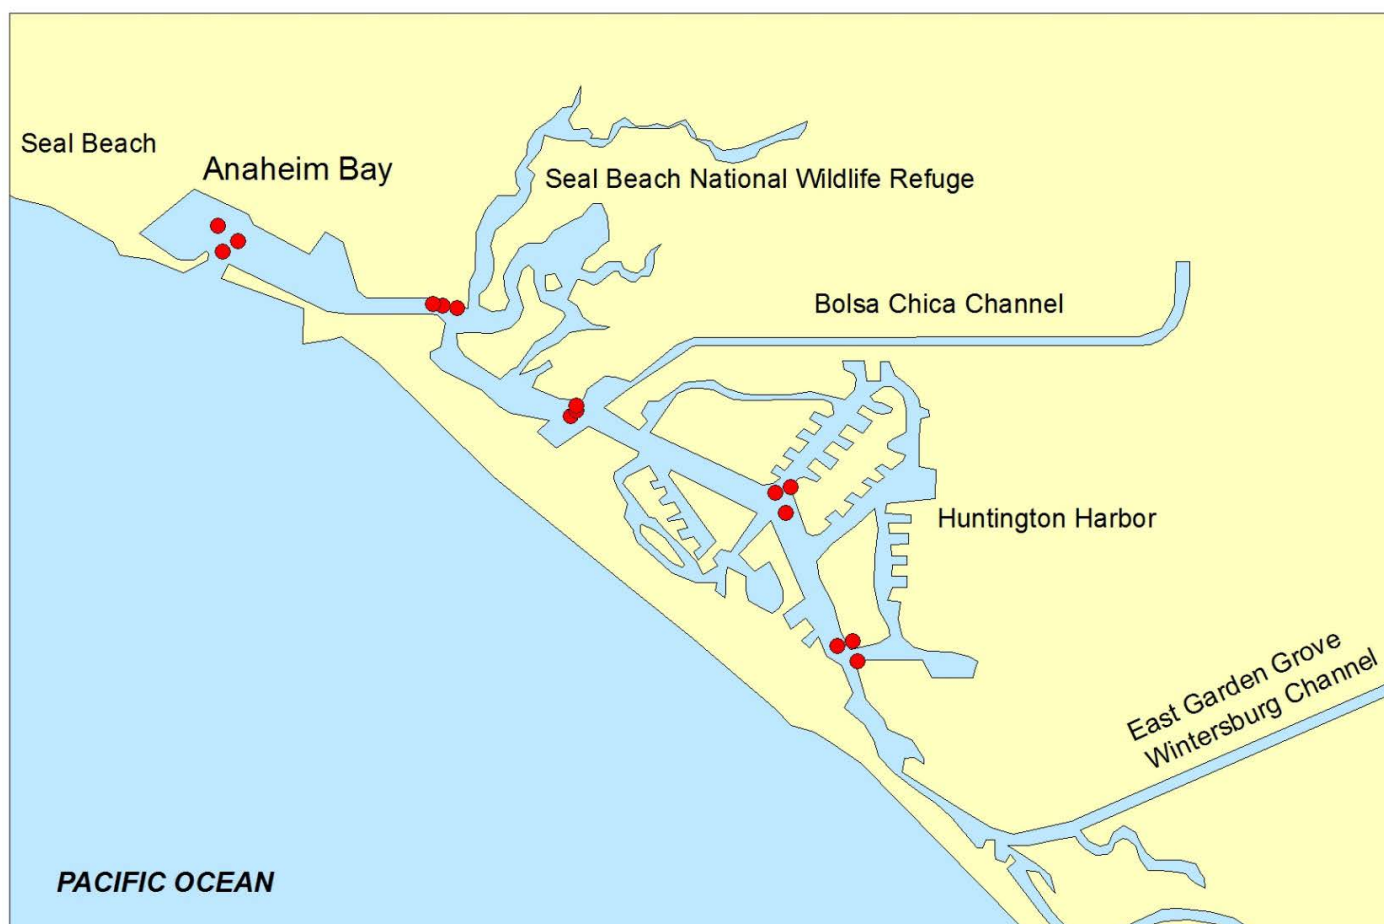 Seal Beach
Anaheim Bay
Seal Beach National Wildlife Refuge
Bolsa Chica Channel
Huntington Harbor
East Garden Grove
Wintersburg Channel
PACIFIC OCEAN